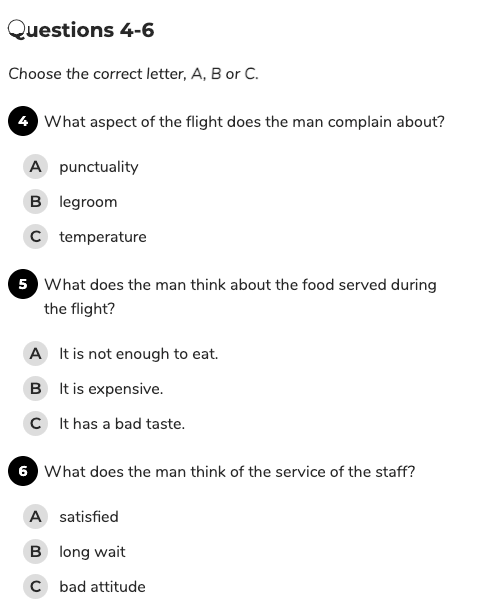 Questions 4-6
Choose the correct letter, A, B or C.
4 What aspect of the flight does the man complain about?
A punctuality
B legroom
C temperature
5 What does the man think about the food served during
the flight?
A It is not enough to eat.
B It is expensive.
C It has a bad taste.
6 What does the man think of the service of the staff?
A satisfied
B long wait
C bad attitude